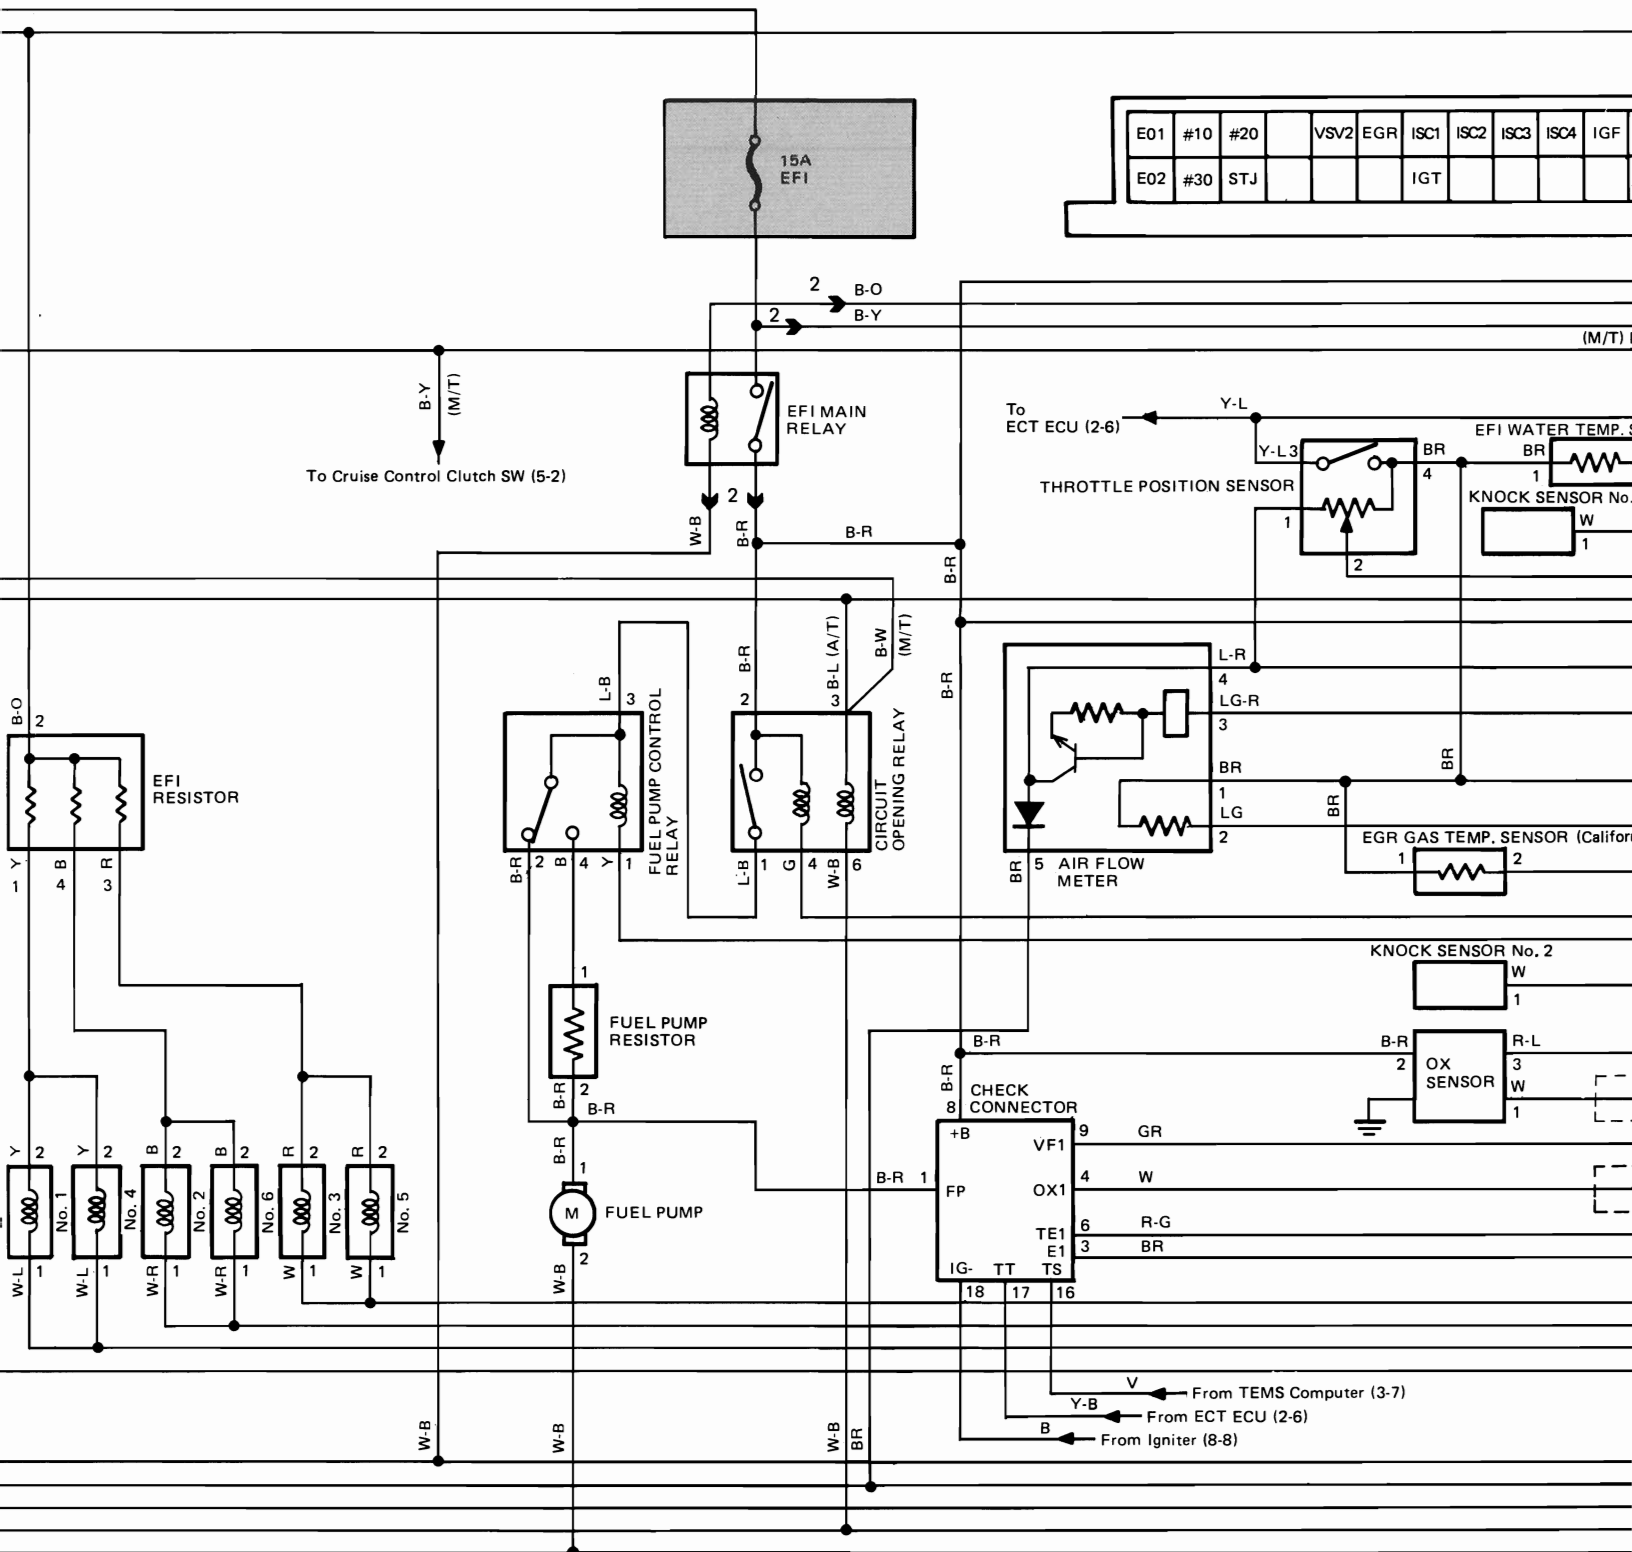 15A
EFI
E01 #10 #20 VSV2 EGR ISC1 ISC2 ISC3 ISC4 IGF
E02 #30 STJ IGT
2 B-O
2 B-Y
(M/T)
B-Y
(M/T)
To Cruise Control Clutch SW (5-2)
EFI MAIN
RELAY
To
ECT ECU (2-6)
Y-L
Y-L 3
BR
4
EFI WATER TEMP.
BR
1
THROTTLE POSITION SENSOR
1
2
KNOCK SENSOR No.
W
1
W-B
2
B-R
B-R
B-R
B-R
B-L (A/T)
B-W
(M/T)
B-R
L-B
3
2
3
FUEL PUMP CONTROL
RELAY
CIRCUIT
OPENING RELAY
L-R
4
LG-R
3
BR
1
LG
2
BR
BR
B-O
2
EFI
RESISTOR
Y
1
B
4
R
3
B-R
2
B
4
Y
1
L-B
1
G
4
W-B
6
BR
5
AIR FLOW
METER
EGR GAS TEMP. SENSOR (Califor
1
2
KNOCK SENSOR No. 2
W
1
1
FUEL PUMP
RESISTOR
B-R
2
B-R
B-R
1
B-R
B-R
2
OX
SENSOR
R-L
3
W
1
B-R
8
CHECK
CONNECTOR
+B
VF1
9
GR
B-R 1
FP
OX1
4
W
TE1
6
R-G
E1
3
BR
IG- TT TS
18 17 16
Y 2
Y 2
B 2
B 2
R 2
R 2
No. 1
No. 4
No. 2
No. 6
No. 3
No. 5
M
FUEL PUMP
2
W-B
W-L 1
W-L 1
W-R 1
W-R 1
W 1
W 1
V
From TEMS Computer (3-7)
Y-B
From ECT ECU (2-6)
B
From Igniter (8-8)
W-B
W-B
W-B
BR